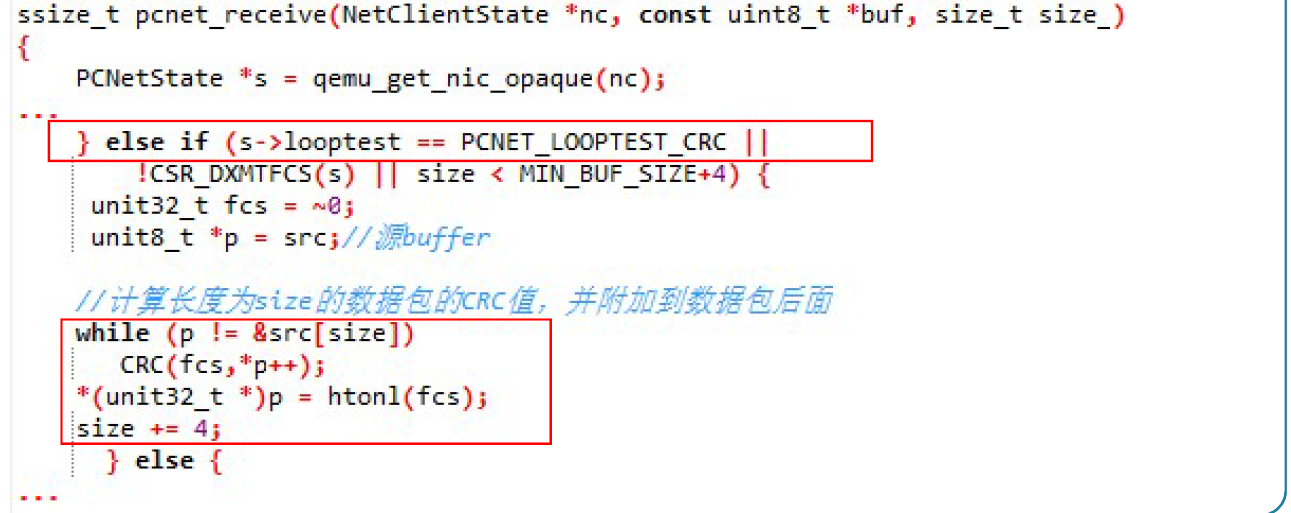 ssize_t pcnet_receive(NetClientState *nc, const uint8_t *buf, size_t size_)
{
PCNetState *s = qemu_get_nic_opaque(nc);
...
} else if (s->looptest == PCNET_LOOPTEST_CRC ||
!CSR_DXMTFCS(s) || size < MIN_BUF_SIZE+4) {
unit32_t fcs = ~0;
unit8_t *p = src;//源buffer
//计算长度为size的数据包的CRC值，并附加到数据包后面
while (p != &src[size])
CRC(fcs,*p++);
*(unit32_t *)p = htonl(fcs);
size += 4;
} else {
...